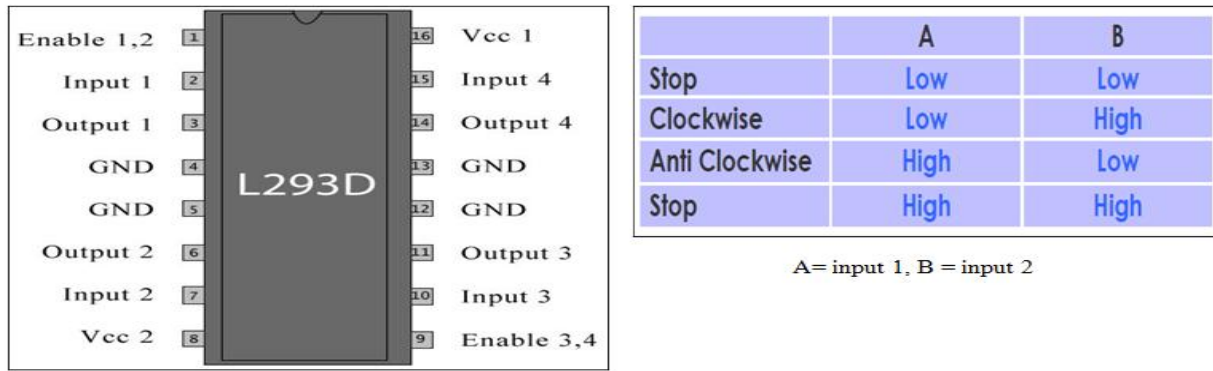 Enable 1,2 1 16 Vcc 1
Input 1 2 15 Input 4
Output 1 3 14 Output 4
GND 4 13 GND
L293D
GND 5 12 GND
Output 2 6 11 Output 3
Input 2 7 10 Input 3
Vcc 2 8 9 Enable 3,4
A B
Stop Low Low
Clockwise Low High
Anti Clockwise High Low
Stop High High
A= input 1, B = input 2